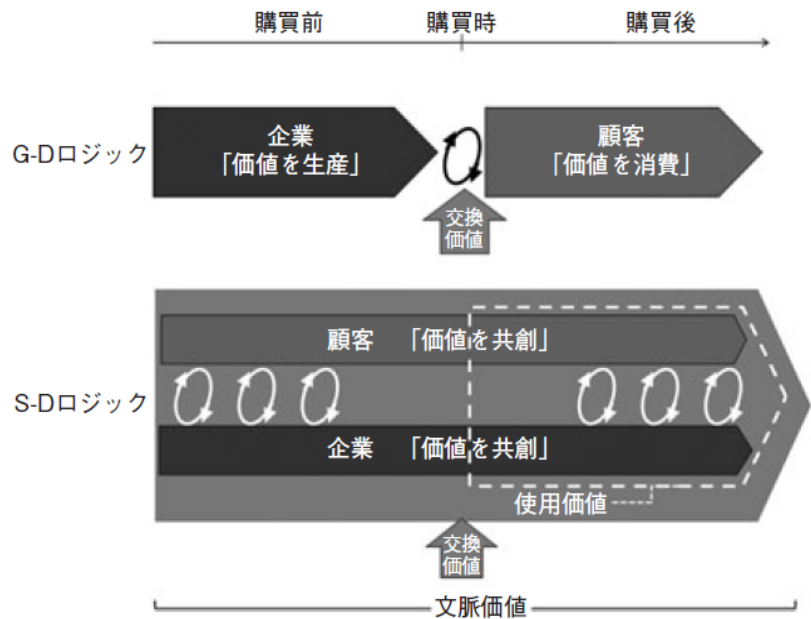 購買前 購買時 購買後
G-Dロジック
企業
「価値を生産」
顧客
「価値を消費」
交換
価値
S-Dロジック
顧客 「価値を共創」
企業 「価値を共創」
使用価値
交換
価値
文脈価値